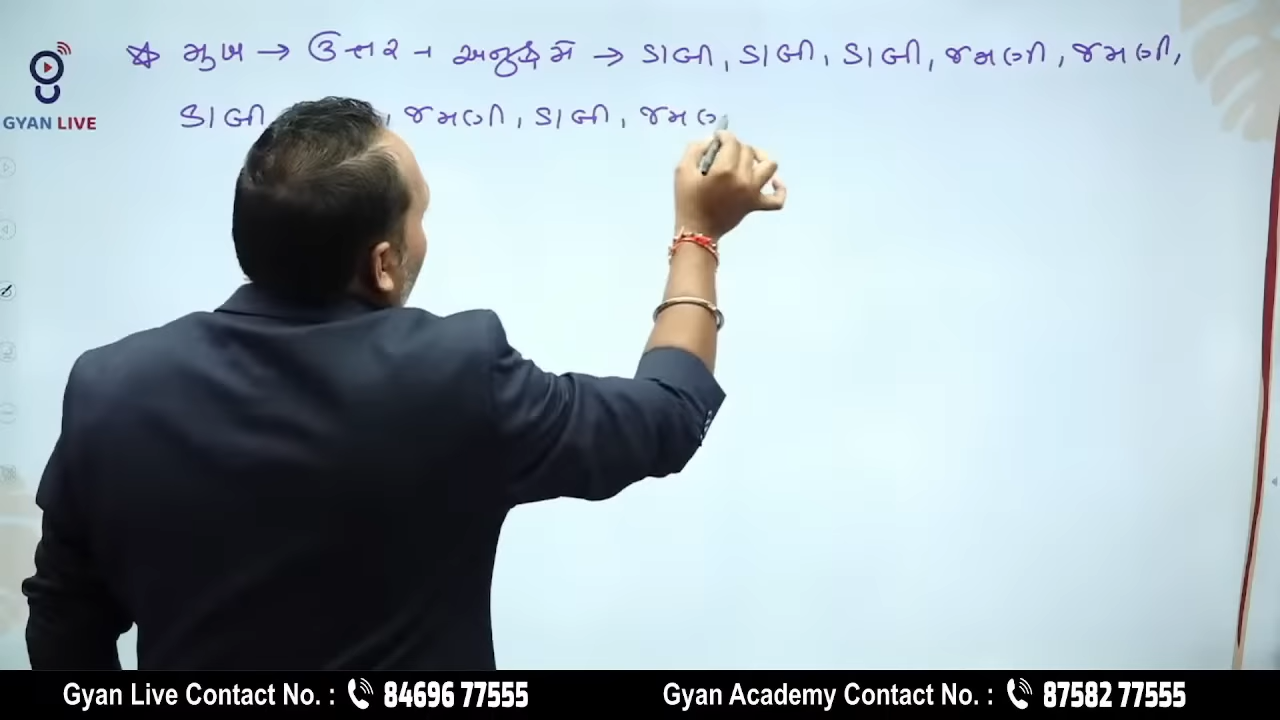 ☆ મુખ → ઉત્તર → અનુક્રમે → ડાબી, ડાબી, ડાબી, જમણી, જમણી,
ડાબી , જમણી, ડાબી, જમણ
GYAN LIVE
Gyan Live Contact No. : 84696 77555 Gyan Academy Contact No. : 87582 77555